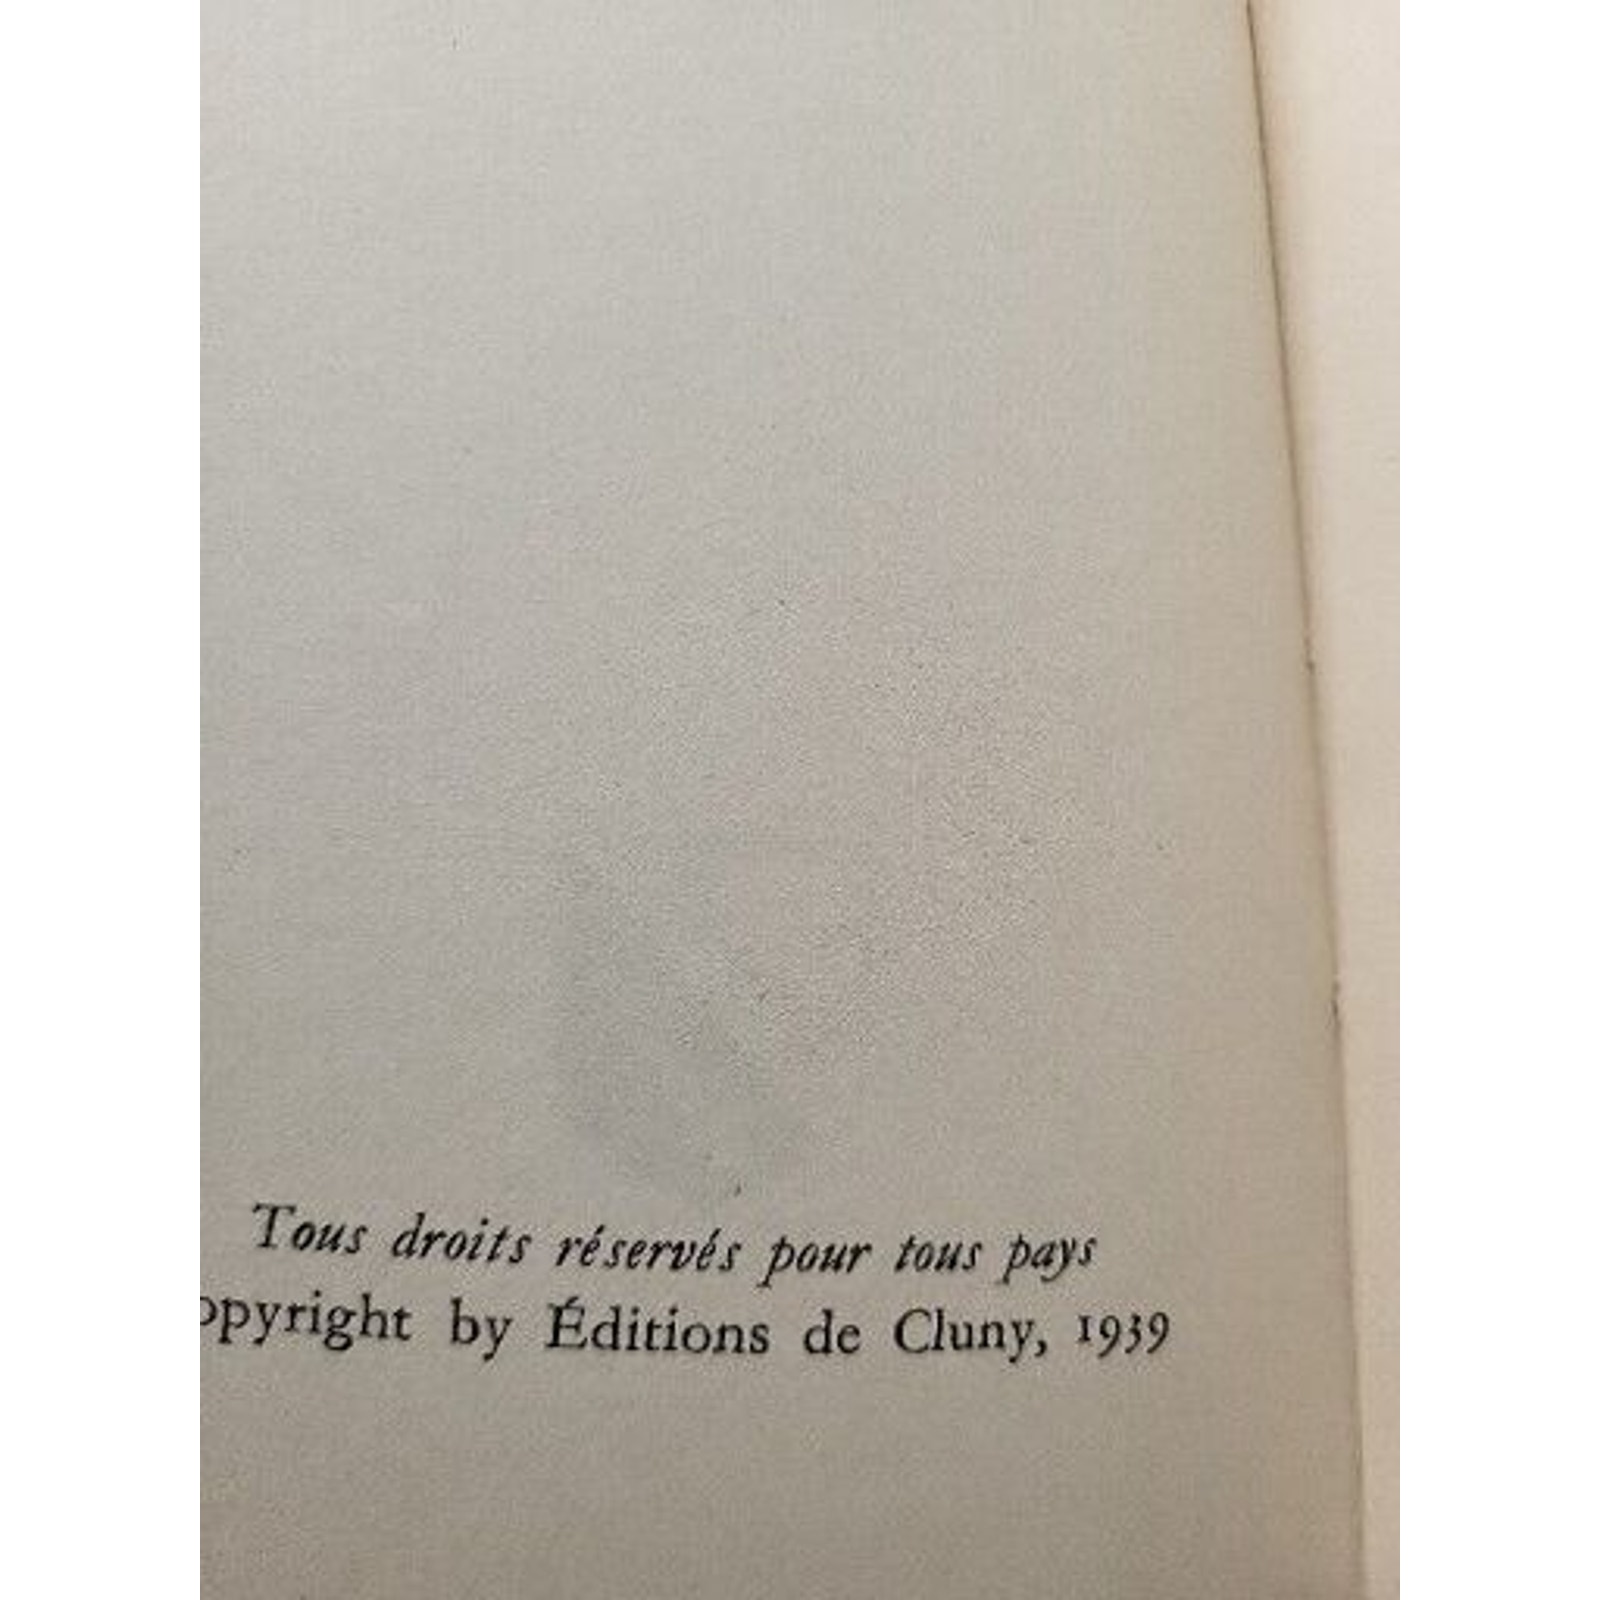 Tous droits réservés pour tous pays
opyright by Éditions de Cluny, 1939